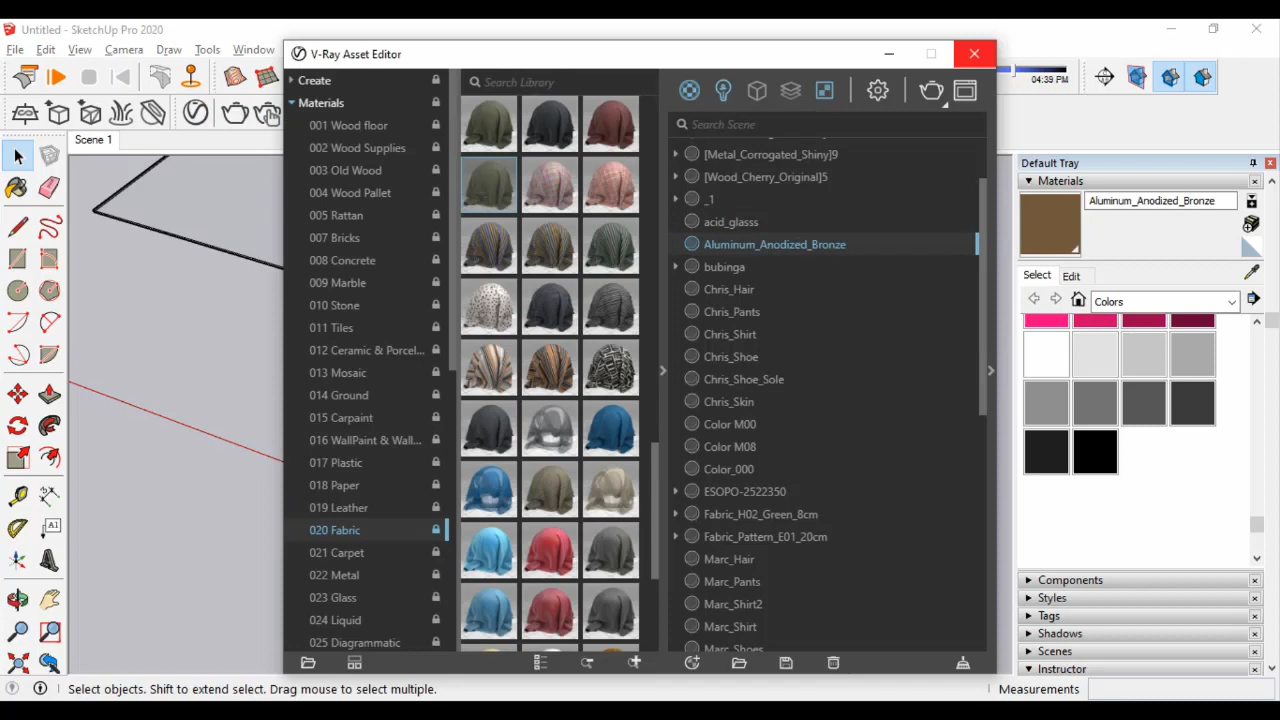 Untitled - SketchUp Pro 2020
File Edit View Camera Draw Tools Window
V-Ray Asset Editor
04:39 PM
Scene 1
Create
Materials
001 Wood floor
002 Wood Supplies
003 Old Wood
004 Wood Pallet
005 Rattan
007 Bricks
008 Concrete
009 Marble
010 Stone
011 Tiles
012 Ceramic & Porcel...
013 Mosaic
014 Ground
015 Carpaint
016 WallPaint & Wall...
017 Plastic
018 Paper
019 Leather
020 Fabric
021 Carpet
022 Metal
023 Glass
024 Liquid
025 Diagrammatic
Search Library
Search Scene
[Metal_Corrogated_Shiny]9
[Wood_Cherry_Original]5
_1
acid_glasss
Aluminum_Anodized_Bronze
bubinga
Chris_Hair
Chris_Pants
Chris_Shirt
Chris_Shoe
Chris_Shoe_Sole
Chris_Skin
Color M00
Color M08
Color_000
ESOPO-2522350
Fabric_H02_Green_8cm
Fabric_Pattern_E01_20cm
Marc_Hair
Marc_Pants
Marc_Shirt2
Marc_Shirt
Marc_Shoes
Default Tray
Materials
Aluminum_Anodized_Bronze
Select Edit
Colors
Components
Styles
Tags
Shadows
Scenes
Instructor
A1
Select objects. Shift to extend select. Drag mouse to select multiple.
Measurements